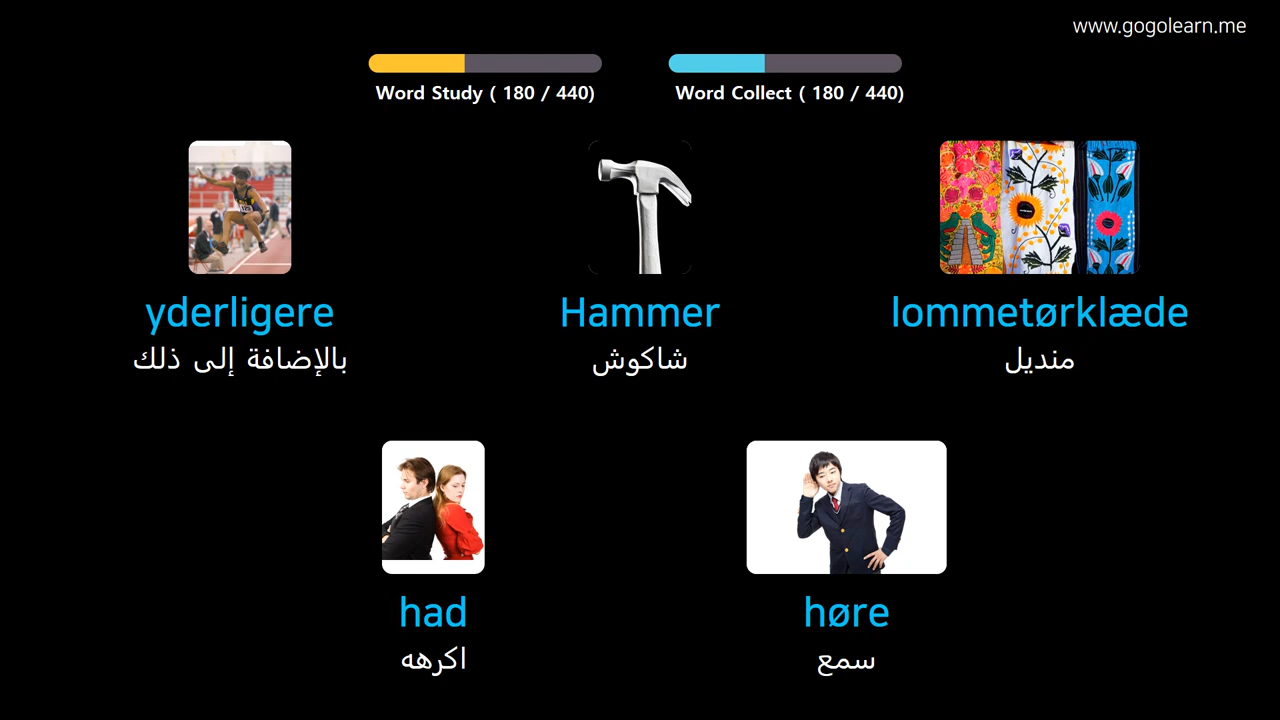 www.gogolearn.me
Word Study ( 180 / 440)
Word Collect ( 180 / 440)
yderligere
بالإضافة إلى ذلك
Hammer
شاكوش
lommetørklæde
منديل
had
اكرهه
høre
سمع